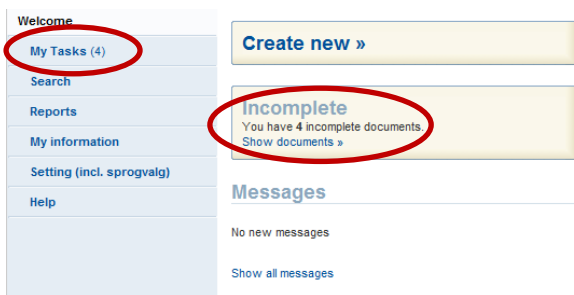 Welcome
My Tasks (4)
Search
Reports
My information
Setting (incl. sprogvalg)
Help
Create new »
Incomplete
You have 4 incomplete documents.
Show documents »
Messages
No new messages
Show all messages